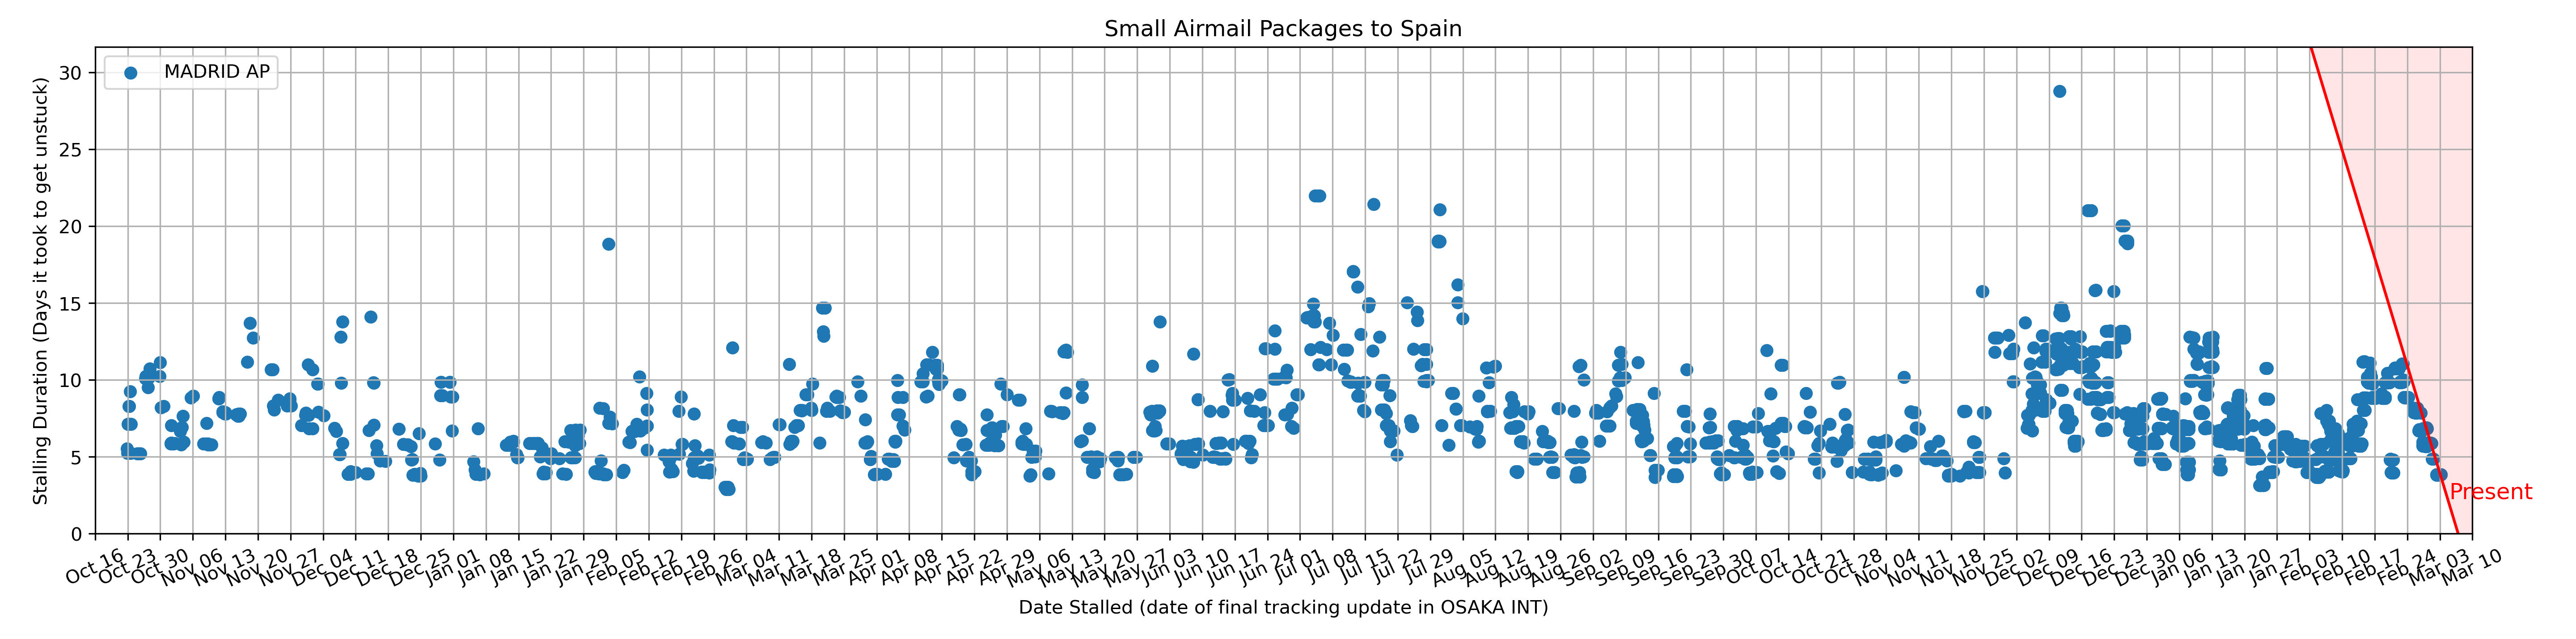 Small Airmail Packages to Spain
MADRID AP
Stalling Duration (Days it took to get unstuck)
30
25
20
15
10
5
0
Present
Oct 16
Oct 23
Oct 30
Nov 06
Nov 13
Nov 20
Nov 27
Dec 04
Dec 11
Dec 18
Dec 25
Jan 01
Jan 08
Jan 15
Jan 22
Jan 29
Feb 05
Feb 12
Feb 19
Feb 26
Mar 04
Mar 11
Mar 18
Mar 25
Apr 01
Apr 08
Apr 15
Apr 22
Apr 29
May 06
May 13
May 20
May 27
Jun 03
Jun 10
Jun 17
Jun 24
Jul 01
Jul 08
Jul 15
Jul 22
Jul 29
Aug 05
Aug 12
Aug 19
Aug 26
Sep 02
Sep 09
Sep 16
Sep 23
Sep 30
Oct 07
Oct 14
Oct 21
Oct 28
Nov 04
Nov 11
Nov 18
Nov 25
Dec 02
Dec 09
Dec 16
Dec 23
Dec 30
Jan 06
Jan 13
Jan 20
Jan 27
Feb 03
Feb 10
Feb 17
Feb 24
Mar 03
Mar 10
Date Stalled (date of final tracking update in OSAKA INT)